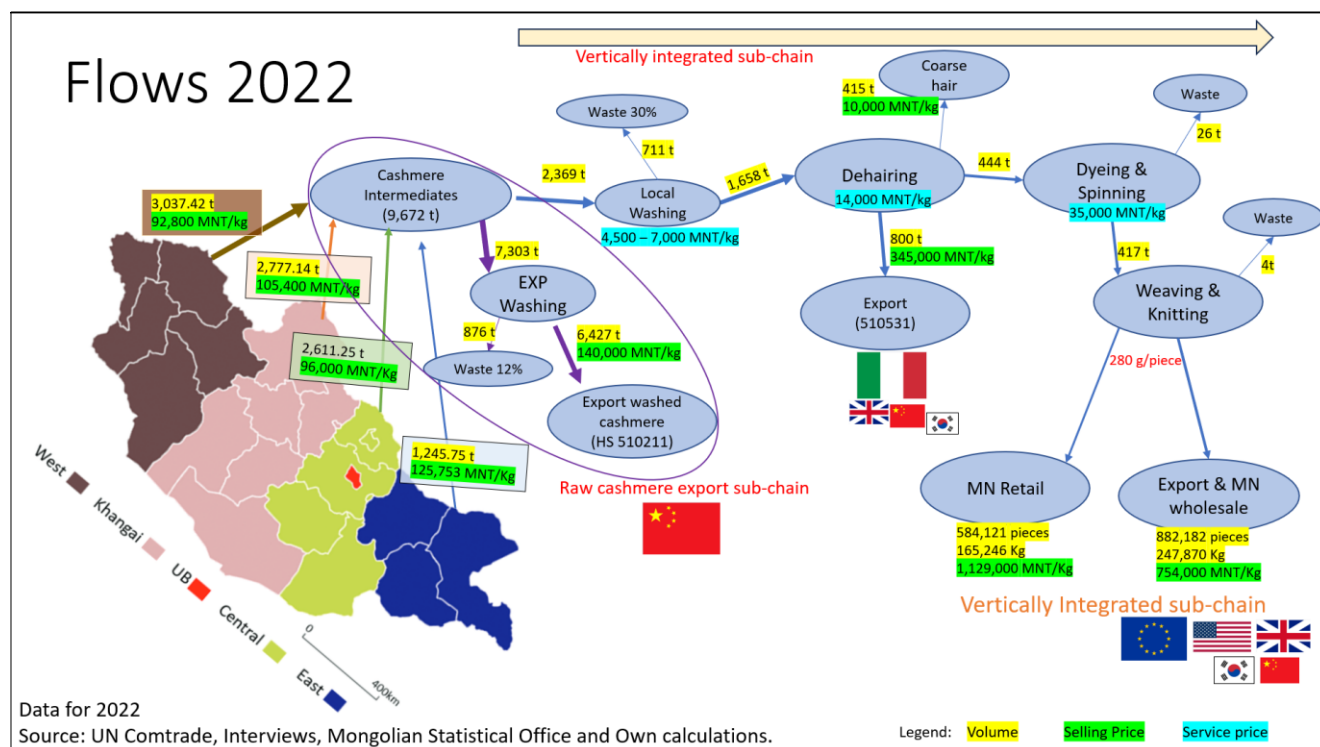 Flows 2022
Vertically integrated sub-chain
Coarse
hair
415 t
10,000 MNT/kg
Waste
26 t
Waste 30%
711 t
Cashmere
Intermediates
(9,672 t)
2,369 t
Local
Washing
4,500 – 7,000 MNT/kg
1,658 t
Dehairing
14,000 MNT/kg
444 t
Dyeing &
Spinning
35,000 MNT/kg
Waste
4t
3,037.42 t
92,800 MNT/kg
2,777.14 t
105,400 MNT/kg
2,611.25 t
96,000 MNT/Kg
1,245.75 t
125,753 MNT/Kg
7,303 t
EXP
Washing
876 t
Waste 12%
6,427 t
140,000 MNT/kg
Export washed
cashmere
(HS 510211)
Raw cashmere export sub-chain
800 t
345,000 MNT/kg
Export
(510531)
417 t
Weaving &
Knitting
280 g/piece
MN Retail
584,121 pieces
165,246 Kg
1,129,000 MNT/Kg
Export & MN
wholesale
882,182 pieces
247,870 Kg
754,000 MNT/Kg
Vertically Integrated sub-chain
West
Khangai
UB
Central
East
0
400km
Data for 2022
Source: UN Comtrade, Interviews, Mongolian Statistical Office and Own calculations.
Legend: Volume Selling Price Service price